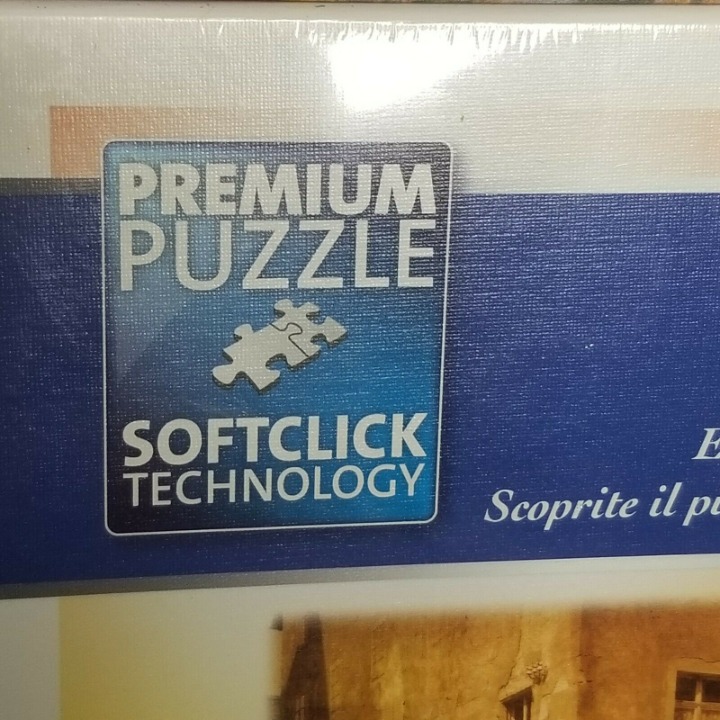 PREMIUM
PUZZLE
SOFTCLICK
TECHNOLOGY
Scoprite il